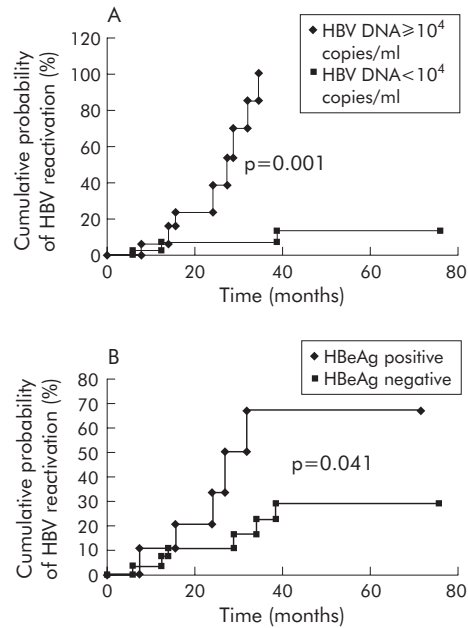 A
HBV DNA≥10⁴
copies/ml
HBV DNA<10⁴
copies/ml
Cumulative probability
of HBV reactivation (%)
120
100
80
60
40
20
0
p=0.001
0 20 40 60 80
Time (months)
B
HBeAg positive
HBeAg negative
Cumulative probability
of HBV reactivation (%)
80
70
60
50
40
30
20
10
0
p=0.041
0 20 40 60 80
Time (months)